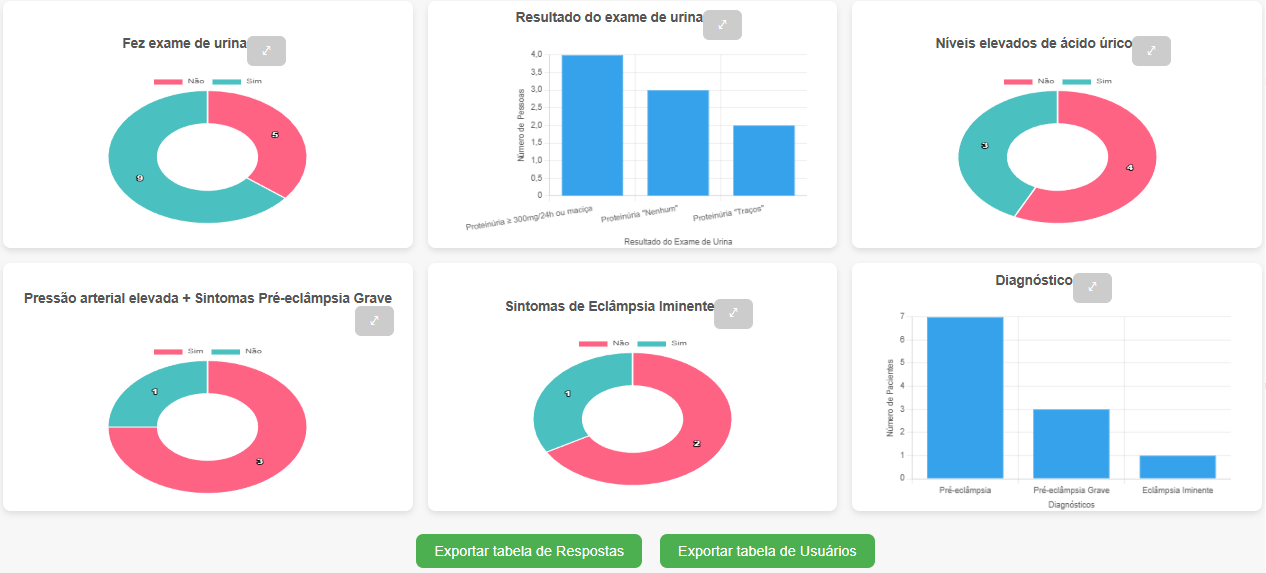 Fez exame de urina
Não Sim
5
9
Resultado do exame de urina
Número de Pessoas
4,0
3,5
3,0
2,5
2,0
1,5
1,0
0,5
0
Proteinúria ≥ 300mg/24h ou maciça
Proteinúria "Nenhum"
Proteinúria "Traços"
Resultado do Exame de Urina
Níveis elevados de ácido úrico
Não Sim
3
4
Pressão arterial elevada + Sintomas Pré-eclâmpsia Grave
Sim Não
1
3
Sintomas de Eclâmpsia Iminente
Não Sim
1
2
Diagnóstico
Número de Pacientes
7
6
5
4
3
2
1
0
Pré-eclâmpsia
Pré-eclâmpsia Grave
Eclâmpsia Iminente
Diagnósticos
Exportar tabela de Respostas
Exportar tabela de Usuários